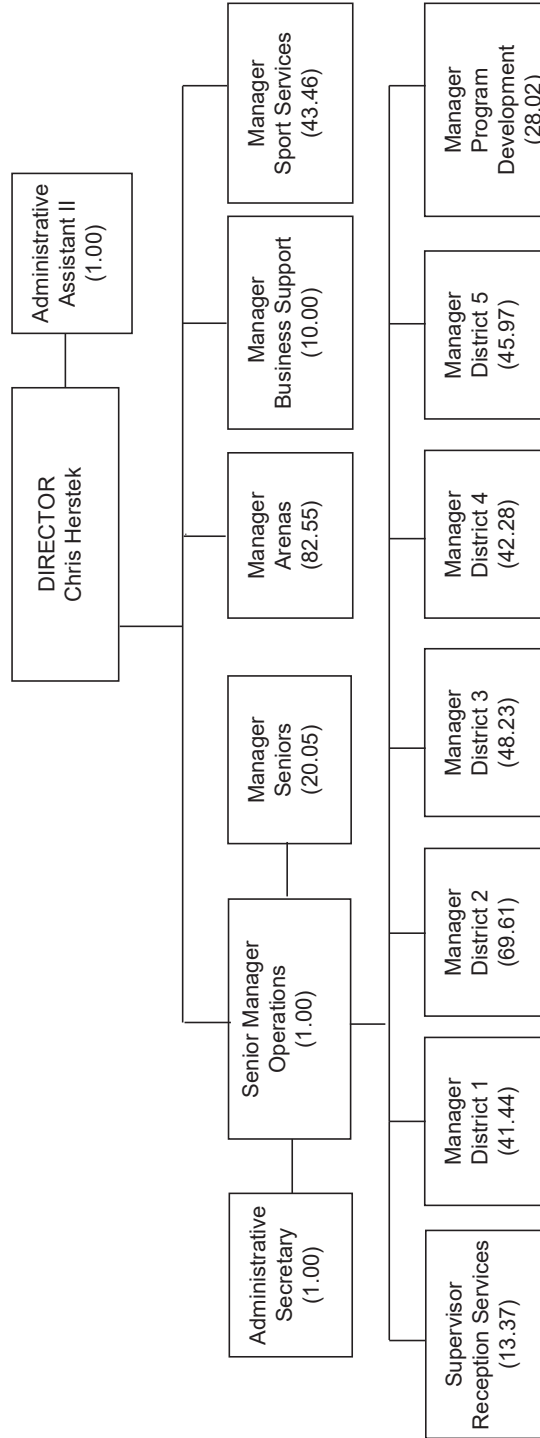 DIRECTOR
Chris Herstek
Administrative
Assistant II
(1.00)
Administrative
Secretary
(1.00)
Senior Manager
Operations
(1.00)
Manager
Seniors
(20.05)
Manager
Arenas
(82.55)
Manager
Business Support
(10.00)
Manager
Sport Services
(43.46)
Supervisor
Reception Services
(13.37)
Manager
District 1
(41.44)
Manager
District 2
(69.61)
Manager
District 3
(48.23)
Manager
District 4
(42.28)
Manager
District 5
(45.97)
Manager
Program
Development
(28.02)